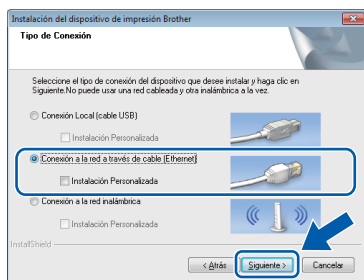 Instalación del dispositivo de impresión Brother
Tipo de Conexión
Seleccione el tipo de conexión del dispositivo que desee instalar y haga clic en
Siguiente.No puede usar una red cableada y otra inalámbrica a la vez.
Conexión Local (cable USB)
Instalación Personalizada
Conexión a la red a través de cable (Ethernet)
Instalación Personalizada
Conexión a la red inalámbrica
Instalación Personalizada
InstallShield
< Atrás
Siguiente >
Cancelar